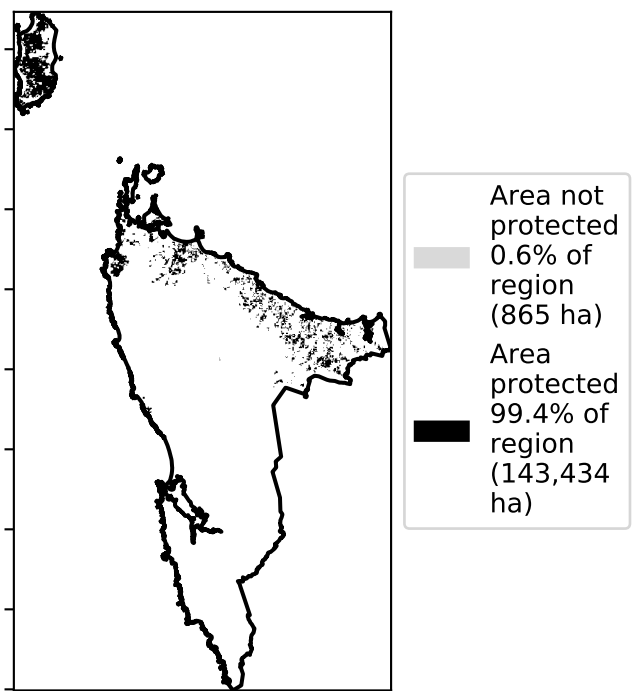 Area not
protected
0.6% of
region
(865 ha)
Area
protected
99.4% of
region
(143,434
ha)